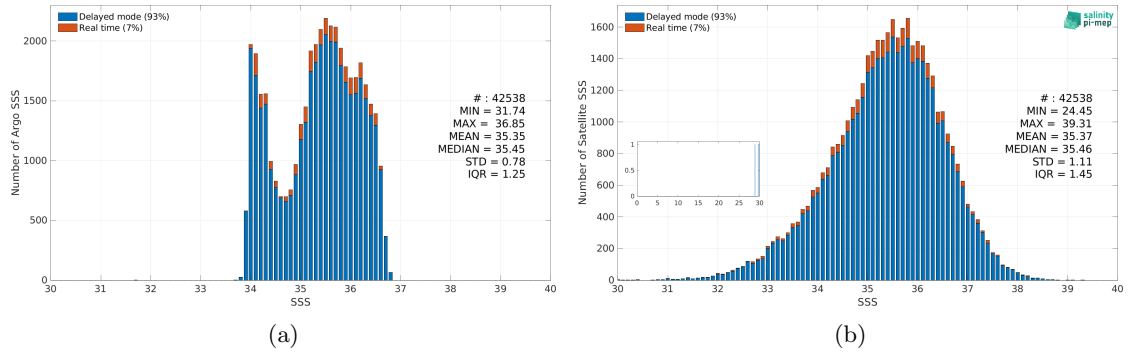 Delayed mode (93%)
Real time (7%)
Number of Argo SSS
2000
1500
1000
500
0
# : 42538
MIN = 31.74
MAX = 36.85
MEAN = 35.35
MEDIAN = 35.45
STD = 0.78
IQR = 1.25
30 31 32 33 34 35 36 37 38 39 40
SSS
(a)
Delayed mode (93%)
Real time (7%)
salinity
pi-mep
Number of Satellite SSS
1600
1400
1200
1000
800
600
400
200
0
# : 42538
MIN = 24.45
MAX = 39.31
MEAN = 35.37
MEDIAN = 35.46
STD = 1.11
IQR = 1.45
1
0.5
0
0 5 10 15 20 25 30
30 31 32 33 34 35 36 37 38 39 40
SSS
(b)